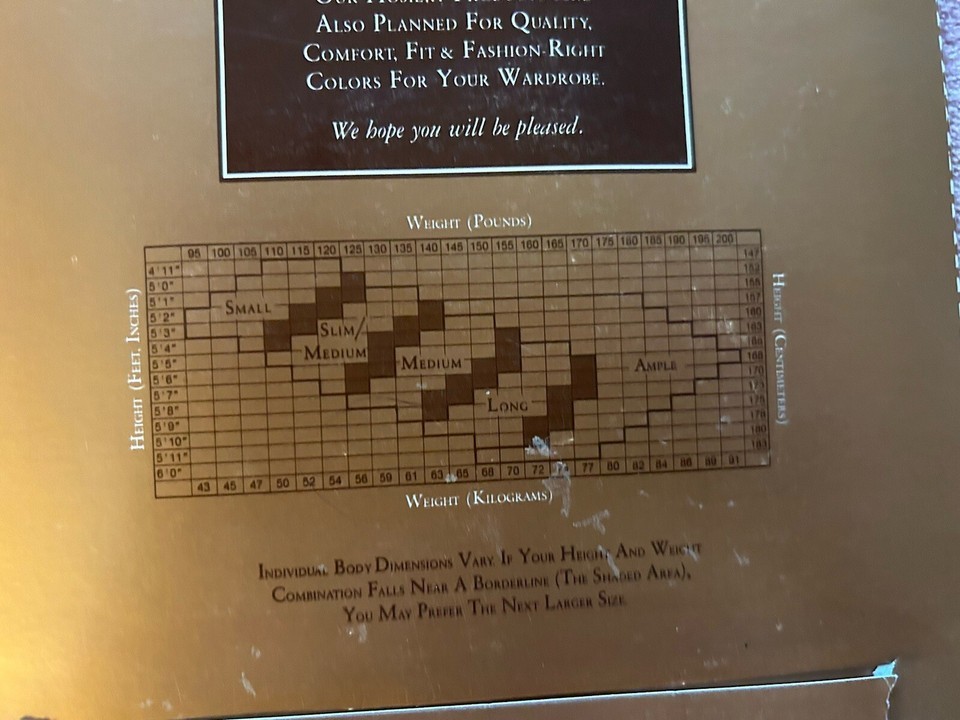 ALSO PLANNED FOR QUALITY,
COMFORT, FIT & FASHION-RIGHT
COLORS FOR YOUR WARDROBE.
We hope you will be pleased.
WEIGHT (POUNDS)
95 100 105 110 115 120 125 130 135 140 145 150 155 160 165 170 175 180 185 190 195 200
HEIGHT (FEET, INCHES)
4'11"
5'0"
5'1"
5'2"
5'3"
5'4"
5'5"
5'6"
5'7"
5'8"
5'9"
5'10"
5'11"
6'0"
SMALL
SLIM/
MEDIUM
MEDIUM
LONG
AMPLE
147
152
155
157
160
163
168
170
175
178
180
183
HEIGHT (CENTIMETERS)
43 45 47 50 52 54 56 59 61 63 65 68 70 72 74 77 80 82 84 86 89 91
WEIGHT (KILOGRAMS)
INDIVIDUAL BODY DIMENSIONS VARY. IF YOUR HEIGHT AND WEIGHT
COMBINATION FALLS NEAR A BORDERLINE (THE SHADED AREA),
YOU MAY PREFER THE NEXT LARGER SIZE.